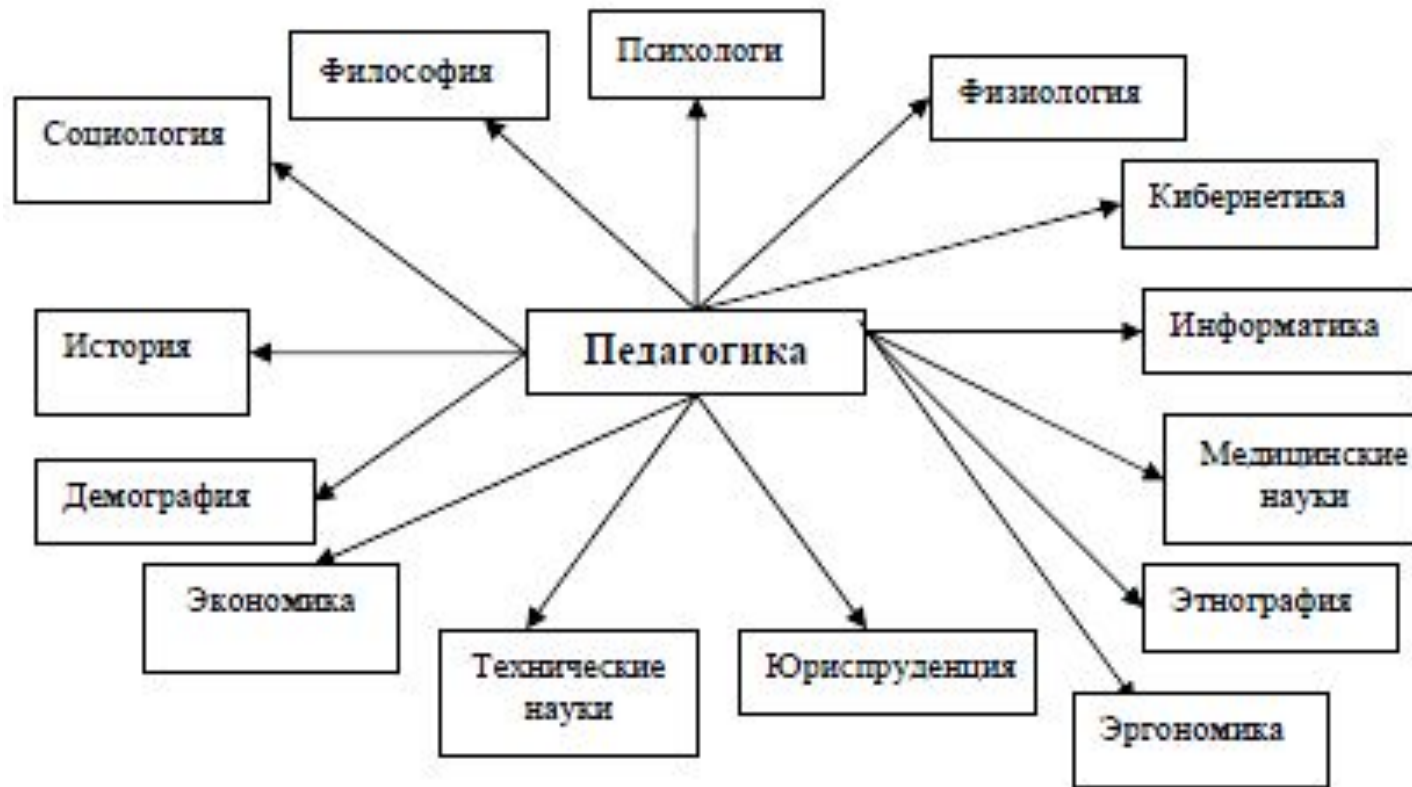 Психологи
Философия
Физиология
Социология
Кибернетика
Педагогика
Информатика
История
Медицинские
науки
Демография
Экономика
Этнография
Технические
науки
Юриспруденция
Эргономика